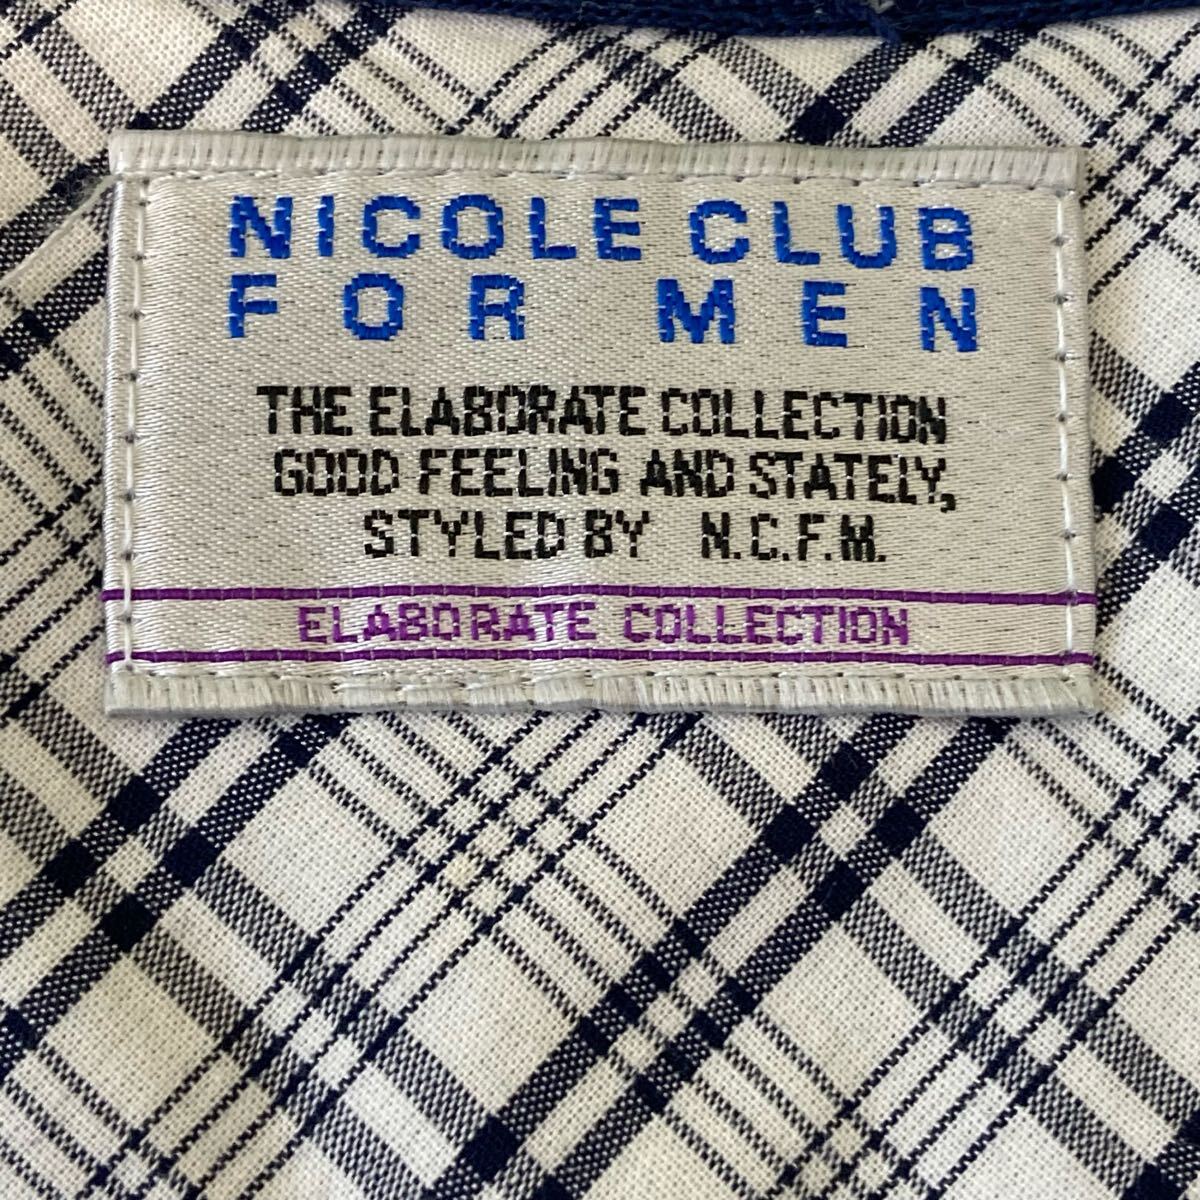 NICOLE CLUB
FOR MEN
THE ELABORATE COLLECTION
GOOD FEELING AND STATELY,
STYLED BY N.C.F.M.
ELABORATE COLLECTION